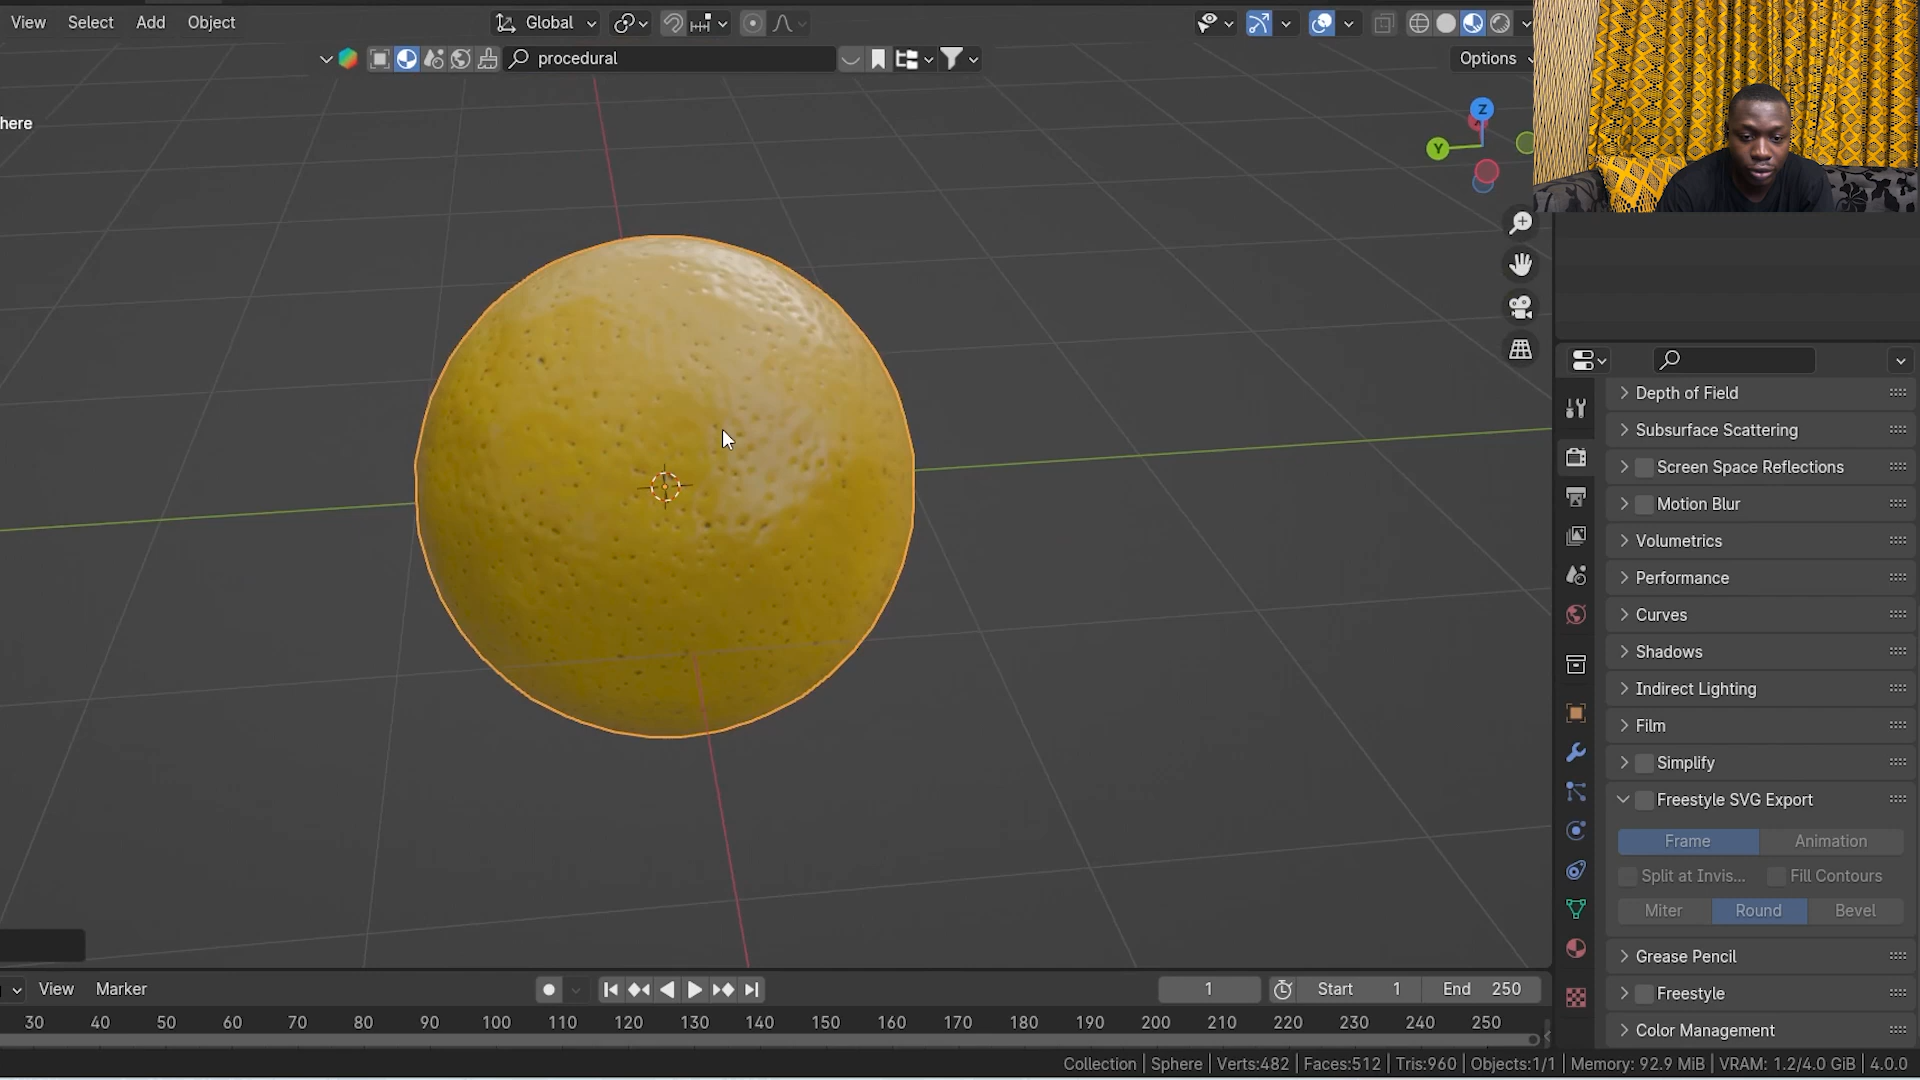 View Select Add Object Global
procedural Options
here
Z
Y
Depth of Field
Subsurface Scattering
Screen Space Reflections
Motion Blur
Volumetrics
Performance
Curves
Shadows
Indirect Lighting
Film
Simplify
Freestyle SVG Export
Frame Animation
Split at Invis... Fill Contours
Miter Round Bevel
Grease Pencil
Freestyle
Color Management
View Marker 1 Start 1 End 250
30 40 50 60 70 80 90 100 110 120 130 140 150 160 170 180 190 200 210 220 230 240 250
Collection | Sphere | Verts:482 | Faces:512 | Tris:960 | Objects:1/1 | Memory: 92.9 MiB | VRAM: 1.2/4.0 GiB | 4.0.0